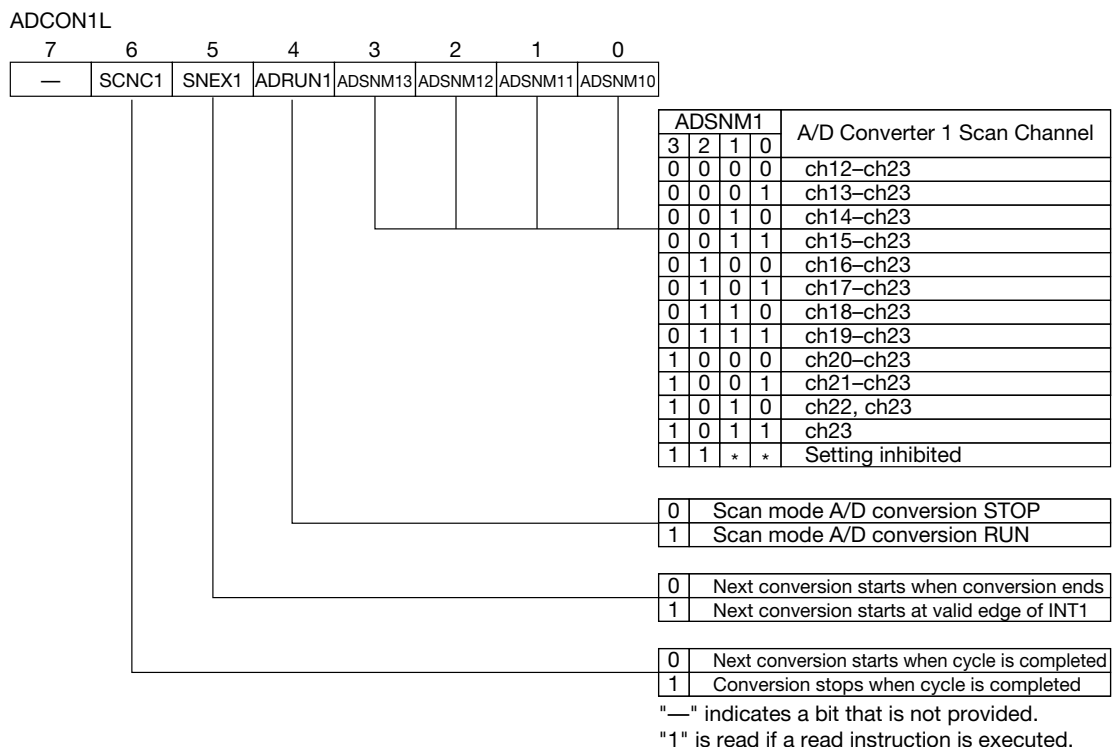 ADCON1L
7 6 5 4 3 2 1 0
— SCNC1 SNEX1 ADRUN1 ADSNM13 ADSNM12 ADSNM11 ADSNM10
ADSNM1 A/D Converter 1 Scan Channel
3 2 1 0
0 0 0 0 ch12–ch23
0 0 0 1 ch13–ch23
0 0 1 0 ch14–ch23
0 0 1 1 ch15–ch23
0 1 0 0 ch16–ch23
0 1 0 1 ch17–ch23
0 1 1 0 ch18–ch23
0 1 1 1 ch19–ch23
1 0 0 0 ch20–ch23
1 0 0 1 ch21–ch23
1 0 1 0 ch22, ch23
1 0 1 1 ch23
1 1 * * Setting inhibited
0 Scan mode A/D conversion STOP
1 Scan mode A/D conversion RUN
0 Next conversion starts when conversion ends
1 Next conversion starts at valid edge of INT1
0 Next conversion starts when cycle is completed
1 Conversion stops when cycle is completed
"—" indicates a bit that is not provided.
"1" is read if a read instruction is executed.